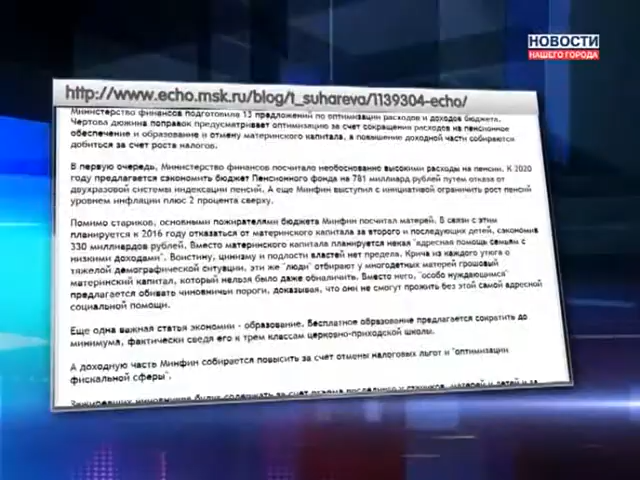 НОВОСТИ
НАШЕГО ГОРОДА
http://www.echo.msk.ru/blog/t_suhareva/1139304-echo/
Министерство финансов подготовило 13 предложений по оптимизации расходов и доходов бюджета.
Чертова дюжина поправок предусматривает оптимизацию за счет сокращения расходов на пенсионное
обеспечение и образование и отмену материнского капитала, а повышение доходной части собираются
добиться за счет роста налогов.
В первую очередь, Министерство финансов посчитало необоснованно высокими расходы на пенсии. К 2020
году предлагается сэкономить бюджет Пенсионного фонда на 781 миллиард рублей путем отказа от
двухразовой системы индексации пенсий. А еще Минфин выступил с инициативой ограничить рост пенсий
уровнем инфляции плюс 2 процента сверху.
Помимо стариков, основными пожирателями бюджета Минфин посчитал матерей. В связи с этим
планируется к 2016 году отказаться от материнского капитала за второго и последующих детей, сэкономив
330 миллиардов рублей. Вместо материнского капитала планируется некая "адресная помощь семьям с
низкими доходами". Воистину, цинизму и подлости властей нет предела. Крича из каждого утюга о
тяжелой демографической ситуации, эти же "люди" отбирают у многодетных матерей грошовый
материнский капитал, который нельзя было даже обналичить. Вместо него, "особо нуждающимся"
предлагается обивать чиновничьи пороги, доказывая, что они не смогут прожить без этой самой адресной
социальной помощи.
Еще одна важная статья экономии - образование. Бесплатное образование предлагается сократить до
минимума, фактически сведя его к трем классам церковно-приходской школы.
А доходную часть Минфин собирается повысить за счет отмены налоговых льгот и "оптимизации
фискальной сферы".